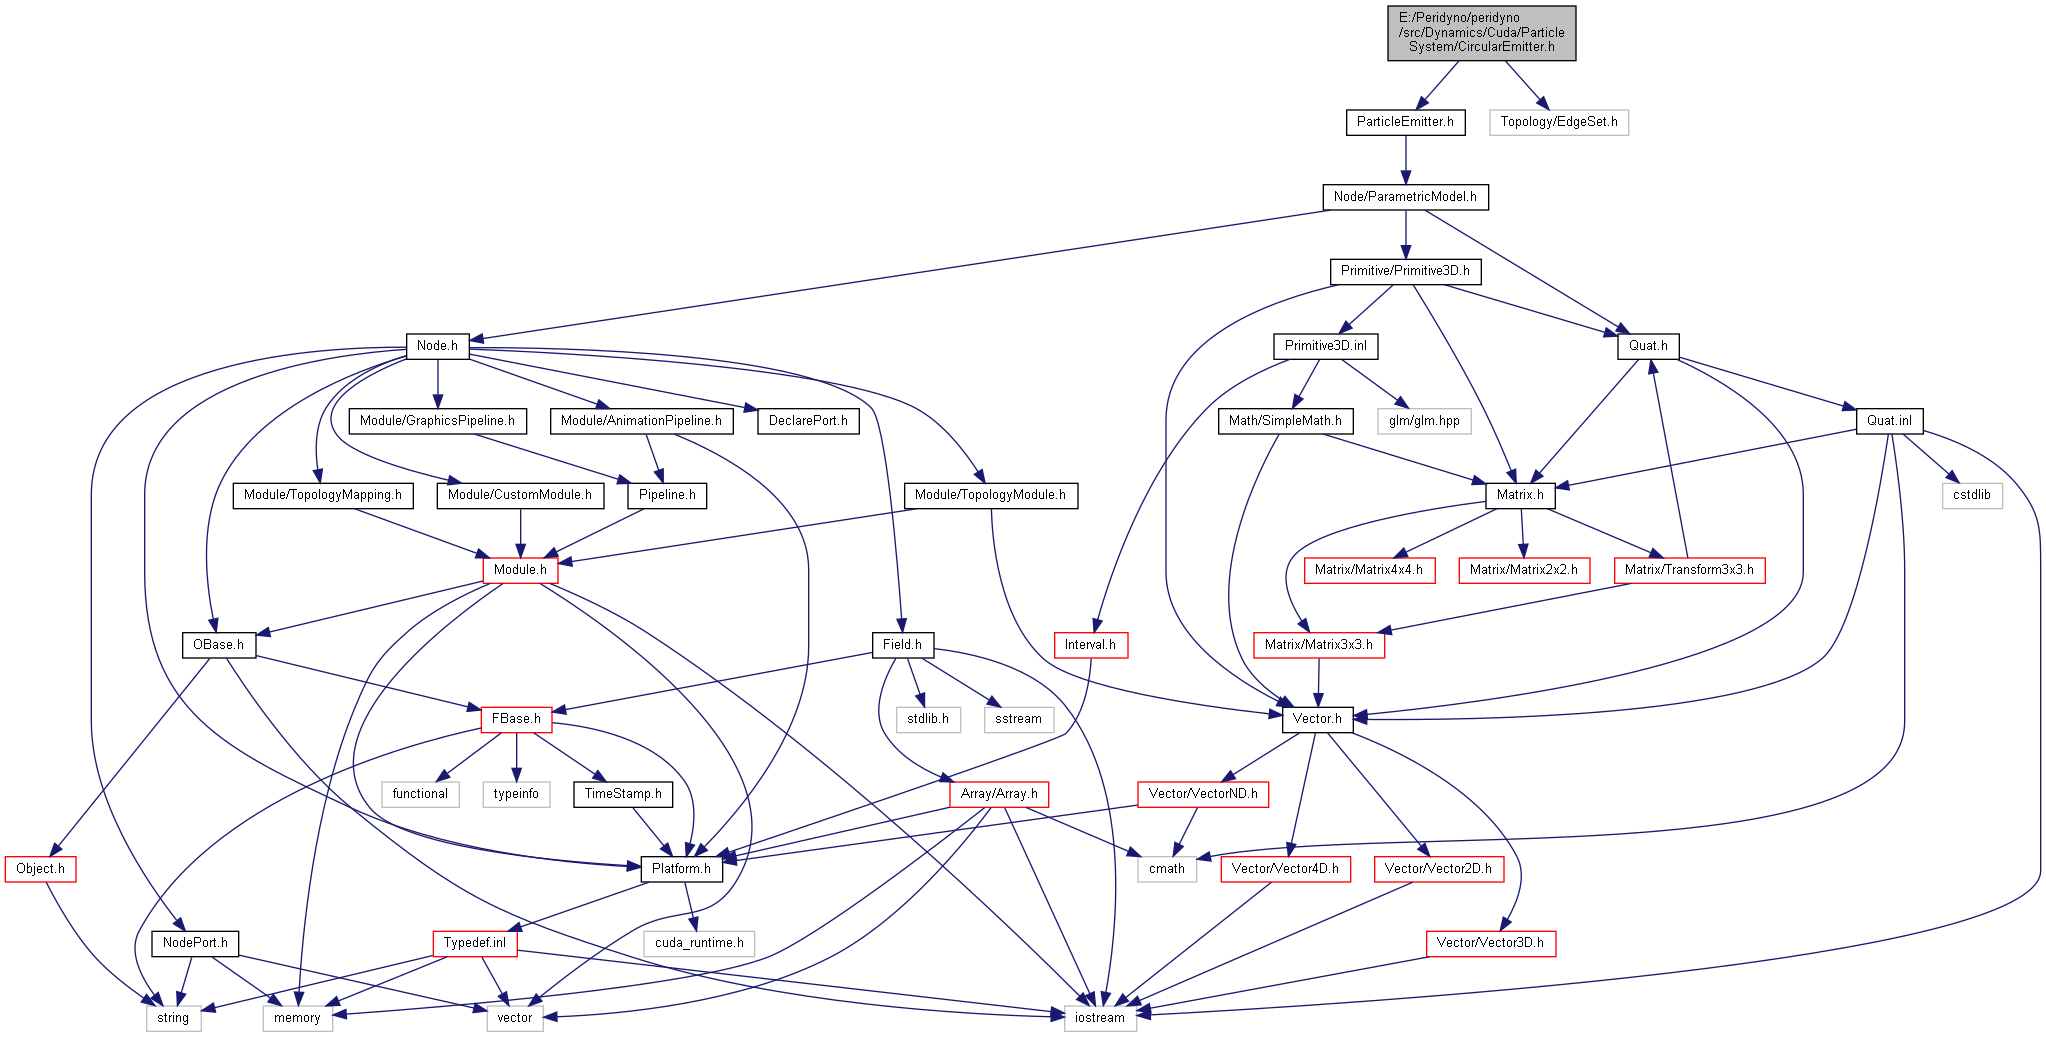 E:/Peridyno/peridyno
/src/Dynamics/Cuda/Particle
System/CircularEmitter.h
ParticleEmitter.h
Topology/EdgeSet.h
Node/ParametricModel.h
Primitive/Primitive3D.h
Node.h
Primitive3D.inl
Quat.h
Module/GraphicsPipeline.h
Module/AnimationPipeline.h
DeclarePort.h
Math/SimpleMath.h
glm/glm.hpp
Quat.inl
Module/TopologyMapping.h
Module/CustomModule.h
Pipeline.h
Module/TopologyModule.h
Matrix.h
cstdlib
Module.h
Matrix/Matrix4x4.h
Matrix/Matrix2x2.h
Matrix/Transform3x3.h
OBase.h
Field.h
Interval.h
Matrix/Matrix3x3.h
FBase.h
stdlib.h
sstream
Vector.h
functional
typeinfo
TimeStamp.h
Array/Array.h
Vector/VectorND.h
Object.h
Platform.h
cmath
Vector/Vector4D.h
Vector/Vector2D.h
NodePort.h
Typedef.inl
cuda_runtime.h
Vector/Vector3D.h
string
memory
vector
iostream